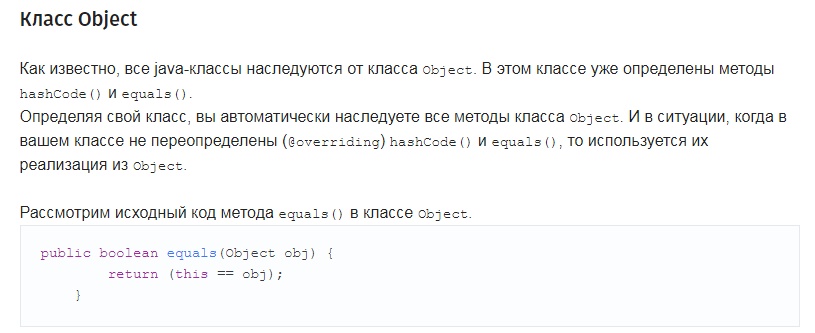 Класс Object
Как известно, все java-классы наследуются от класса Object. В этом классе уже определены методы
hashCode() и equals().
Определяя свой класс, вы автоматически наследуете все методы класса Object. И в ситуации, когда в
вашем классе не переопределены (@overriding) hashCode() и equals(), то используется их
реализация из Object.
Рассмотрим исходный код метода equals() в классе Object.
public boolean equals(Object obj) {
        return (this == obj);
    }